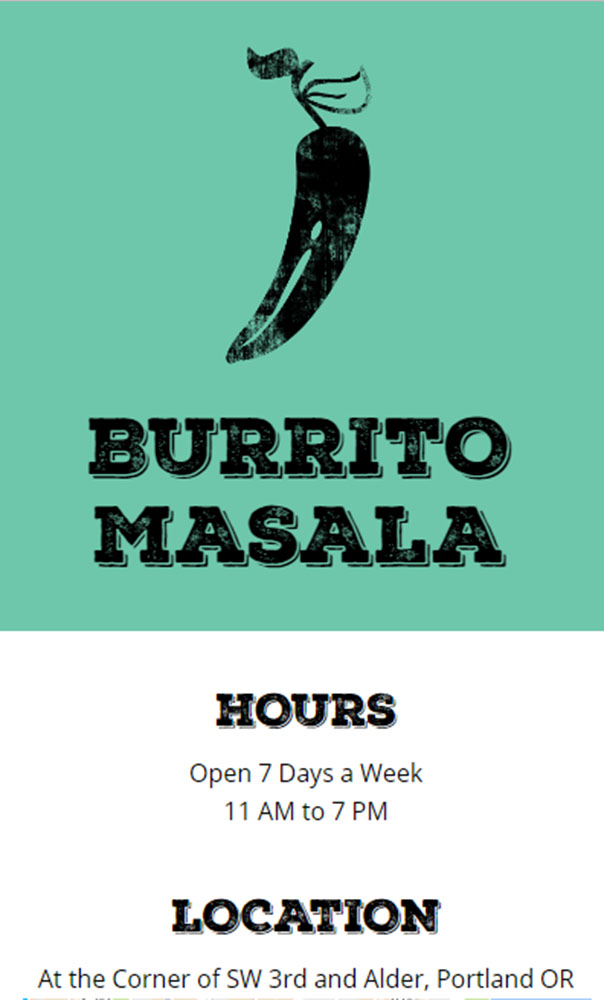 BURRITO
MASALA
HOURS
Open 7 Days a Week
11 AM to 7 PM
LOCATION
At the Corner of SW 3rd and Alder, Portland OR